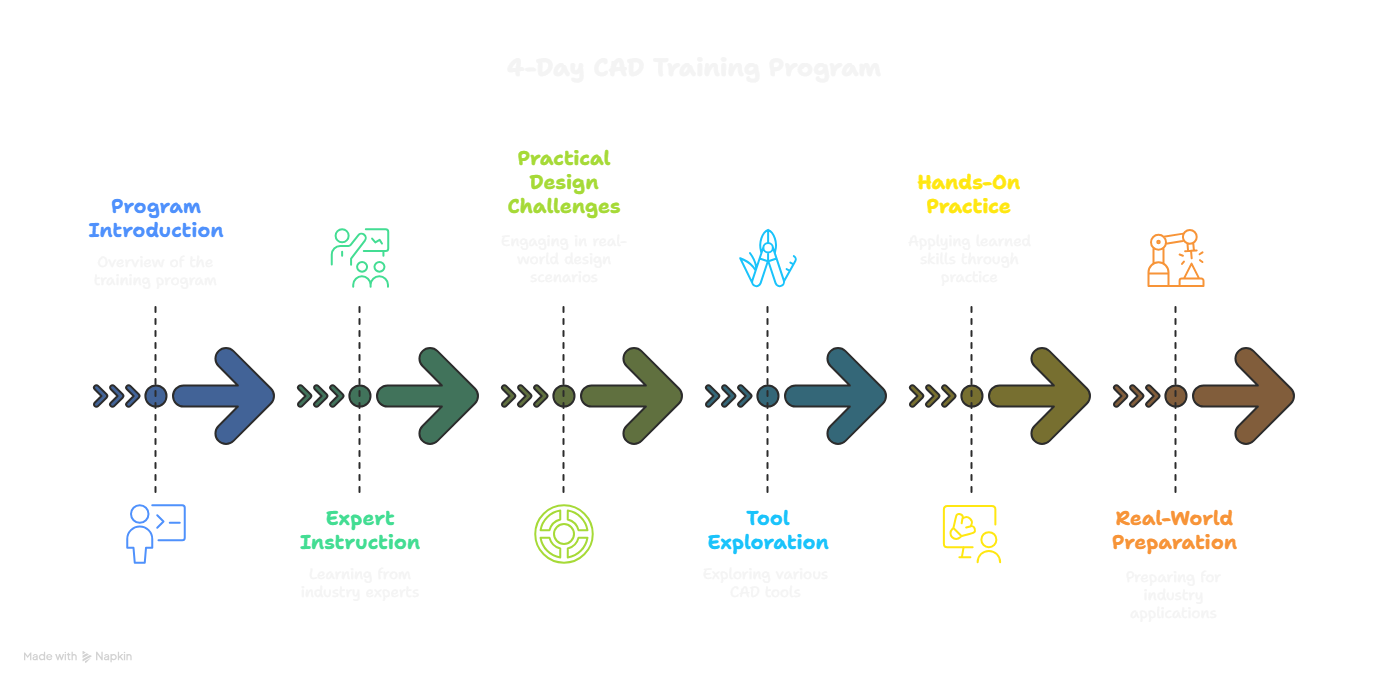 4-Day CAD Training Program
Program
Introduction
Overview of the
training program
Expert
Instruction
Learning from
industry experts
Practical
Design
Challenges
Engaging in real-
world design
scenarios
Tool
Exploration
Exploring various
CAD tools
Hands-On
Practice
Applying learned
skills through
practice
Real-World
Preparation
Preparing for
industry
applications
Made with Napkin